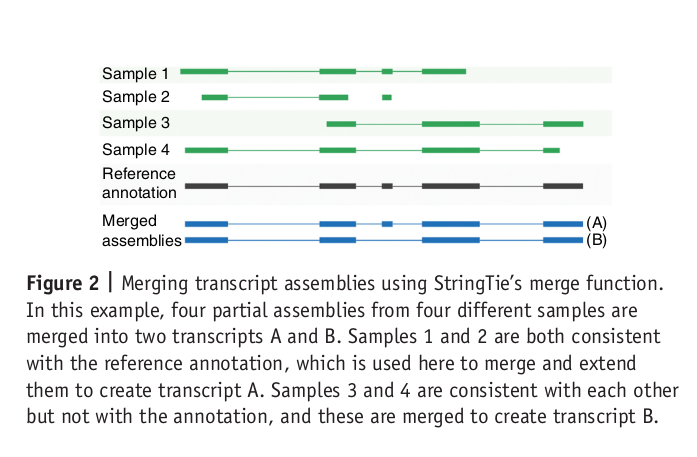 Sample 1
Sample 2
Sample 3
Sample 4
Reference
annotation
Merged
assemblies
(A)
(B)
Figure 2 | Merging transcript assemblies using StringTie’s merge function.
In this example, four partial assemblies from four different samples are
merged into two transcripts A and B. Samples 1 and 2 are both consistent
with the reference annotation, which is used here to merge and extend
them to create transcript A. Samples 3 and 4 are consistent with each other
but not with the annotation, and these are merged to create transcript B.